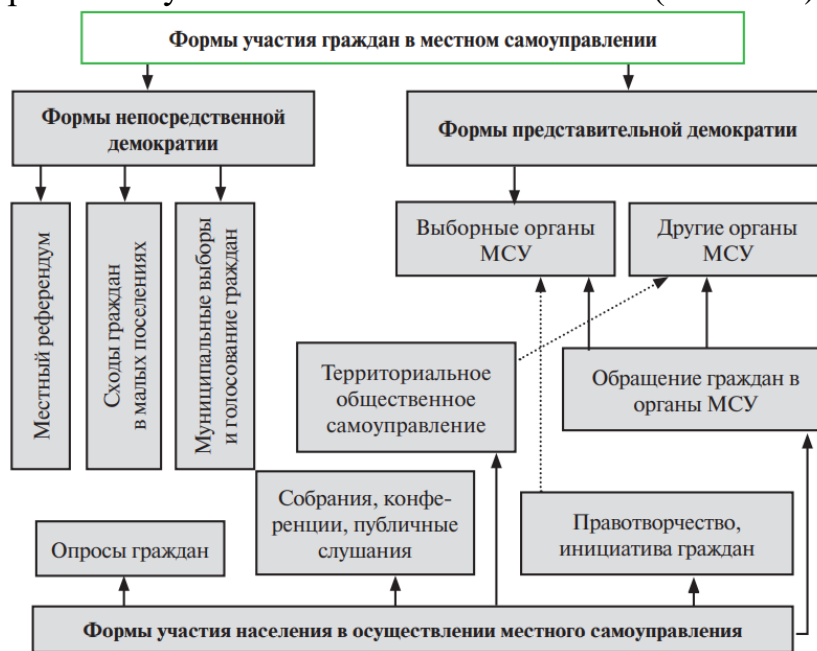 Формы участия граждан в местном самоуправлении
Формы непосредственной
демократии
Формы представительной демократии
Местный референдум
Сходы граждан
в малых поселениях
Муниципальные выборы
и голосование граждан
Выборные органы
МСУ
Другие органы
МСУ
Территориальное
общественное
самоуправление
Обращение граждан в
органы МСУ
Собрания, конфе-
ренции, публичные
слушания
Опросы граждан
Правотворчество,
инициатива граждан
Формы участия населения в осуществлении местного самоуправления